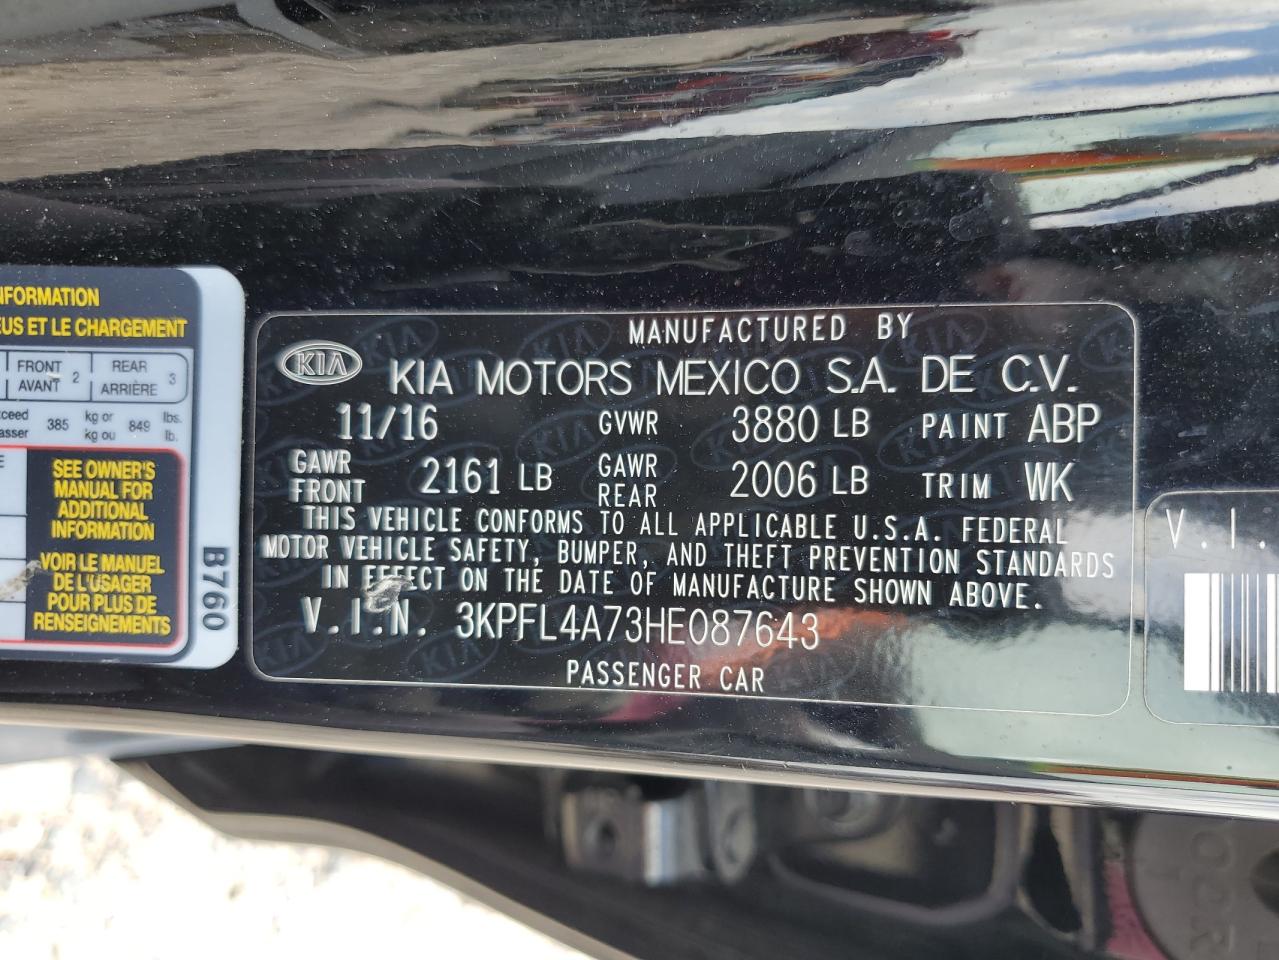 NFORMATION
EUS ET LE CHARGEMENT
FRONT 2 REAR 3
AVANT ARRIÈRE
xceed 385 kg or 849 lbs.
asser kg ou lb.
E
SEE OWNER'S
MANUAL FOR
ADDITIONAL
INFORMATION
VOIR LE MANUEL
DE L'USAGER
POUR PLUS DE
RENSEIGNEMENTS
B760
MANUFACTURED BY
KIA KIA MOTORS MEXICO S.A. DE C.V.
11/16 GVWR 3880 LB PAINT ABP
GAWR FRONT 2161 LB GAWR REAR 2006 LB TRIM WK
THIS VEHICLE CONFORMS TO ALL APPLICABLE U.S.A. FEDERAL
MOTOR VEHICLE SAFETY, BUMPER, AND THEFT PREVENTION STANDARDS
IN EFFECT ON THE DATE OF MANUFACTURE SHOWN ABOVE.
V.I.N. 3KPFL4A73HE087643
PASSENGER CAR
V.I.